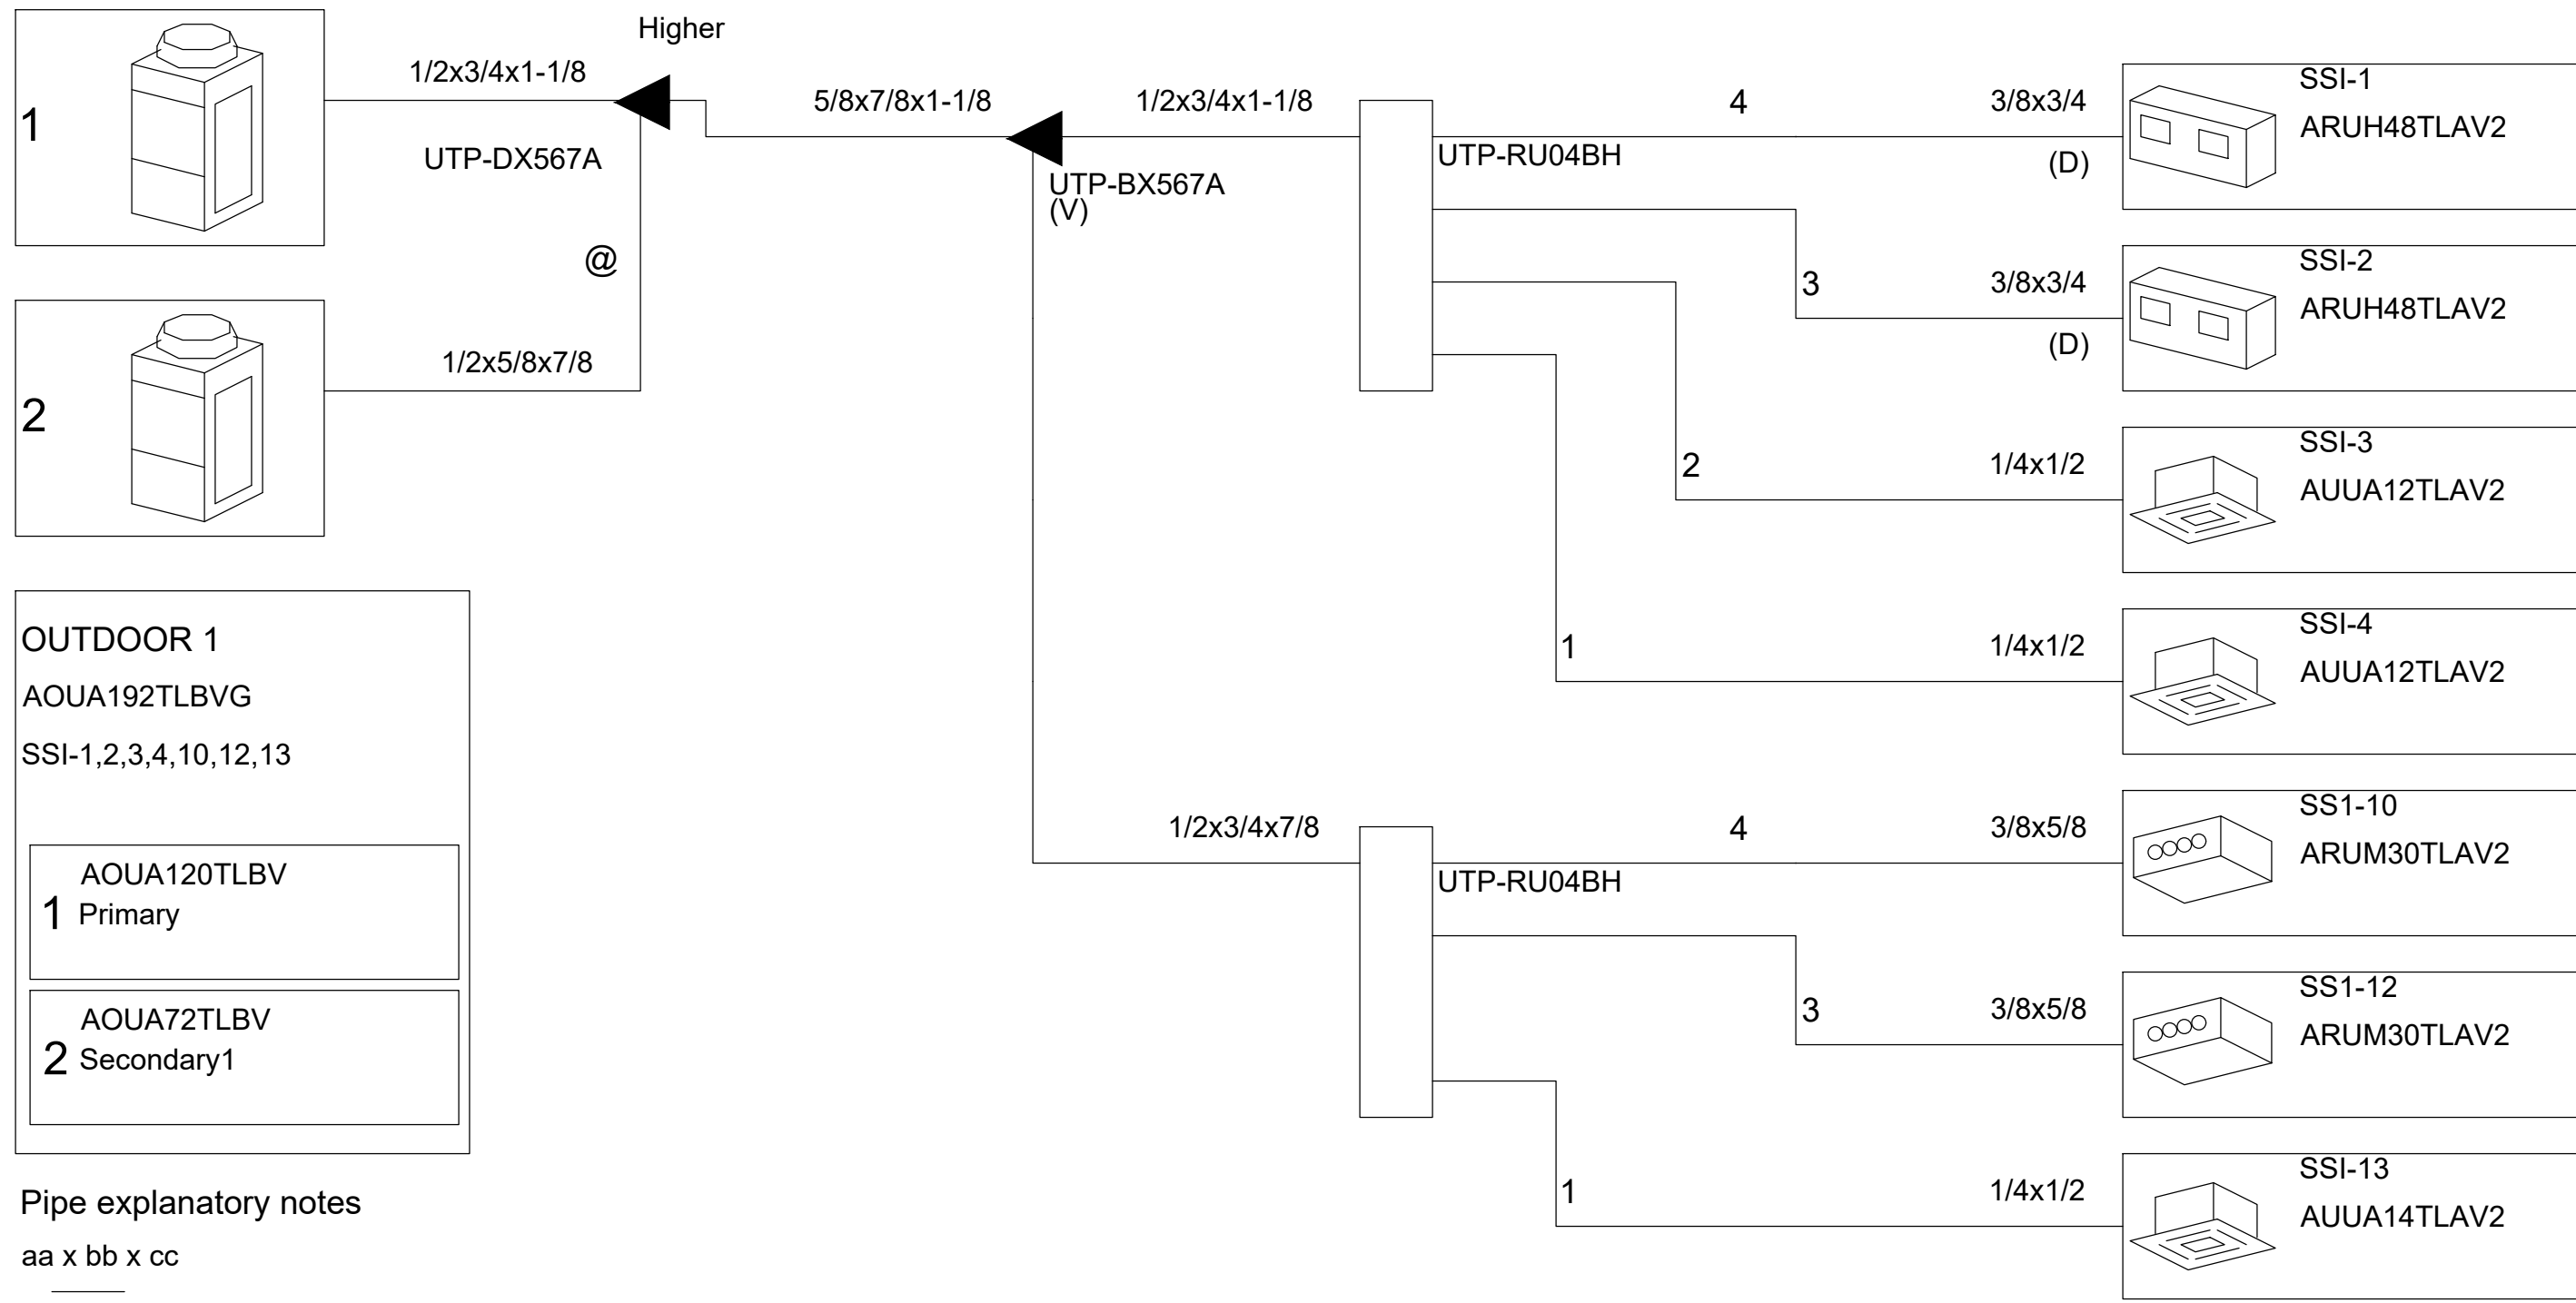 Higher
1/2x3/4x1-1/8
1
UTP-DX567A
@
2
1/2x5/8x7/8
5/8x7/8x1-1/8
UTP-BX567A
(V)
1/2x3/4x1-1/8
UTP-RU04BH
4
3/8x3/4
(D)
SSI-1
ARUH48TLAV2
3
3/8x3/4
(D)
SSI-2
ARUH48TLAV2
2
1/4x1/2
SSI-3
AUUA12TLAV2
1
1/4x1/2
SSI-4
AUUA12TLAV2
1/2x3/4x7/8
UTP-RU04BH
4
3/8x5/8
SS1-10
ARUM30TLAV2
3
3/8x5/8
SS1-12
ARUM30TLAV2
1
1/4x1/2
SSI-13
AUUA14TLAV2
OUTDOOR 1
AOUA192TLBVG
SSI-1,2,3,4,10,12,13
1
AOUA120TLBV
Primary
2
AOUA72TLBV
Secondary1
Pipe explanatory notes
aa x bb x cc